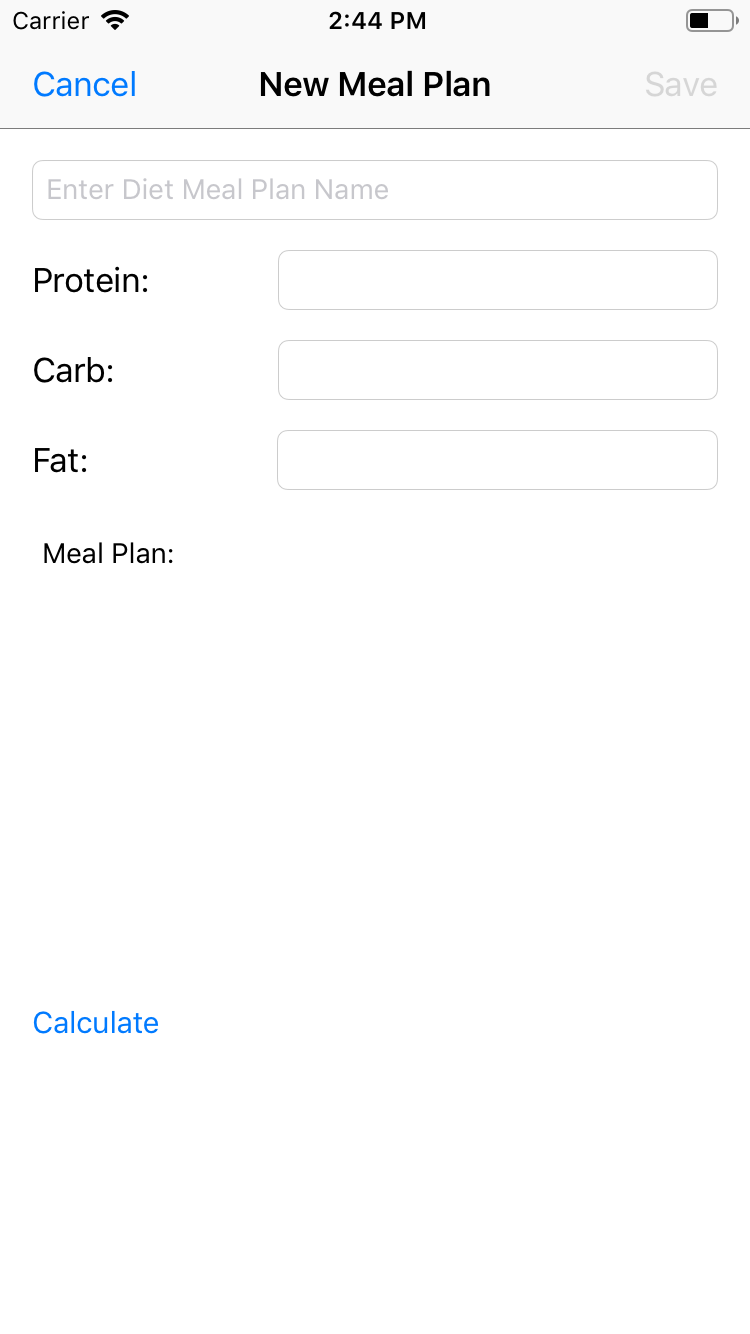 Carrier 2:44 PM
Cancel New Meal Plan Save
Enter Diet Meal Plan Name
Protein:
Carb:
Fat:
Meal Plan:
Calculate